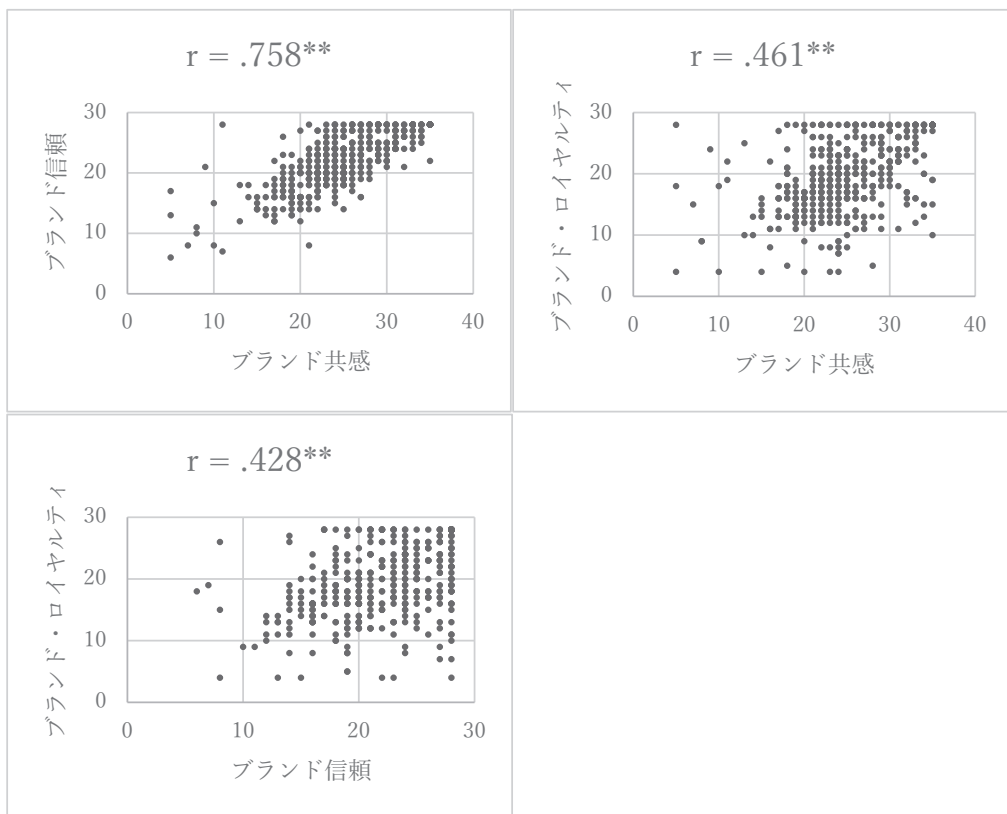 r = .758**
ブランド信頼
30
20
10
0
0 10 20 30 40
ブランド共感
r = .461**
ブランド・ロイヤルティ
30
20
10
0
0 10 20 30 40
ブランド共感
r = .428**
ブランド・ロイヤルティ
30
20
10
0
0 10 20 30
ブランド信頼